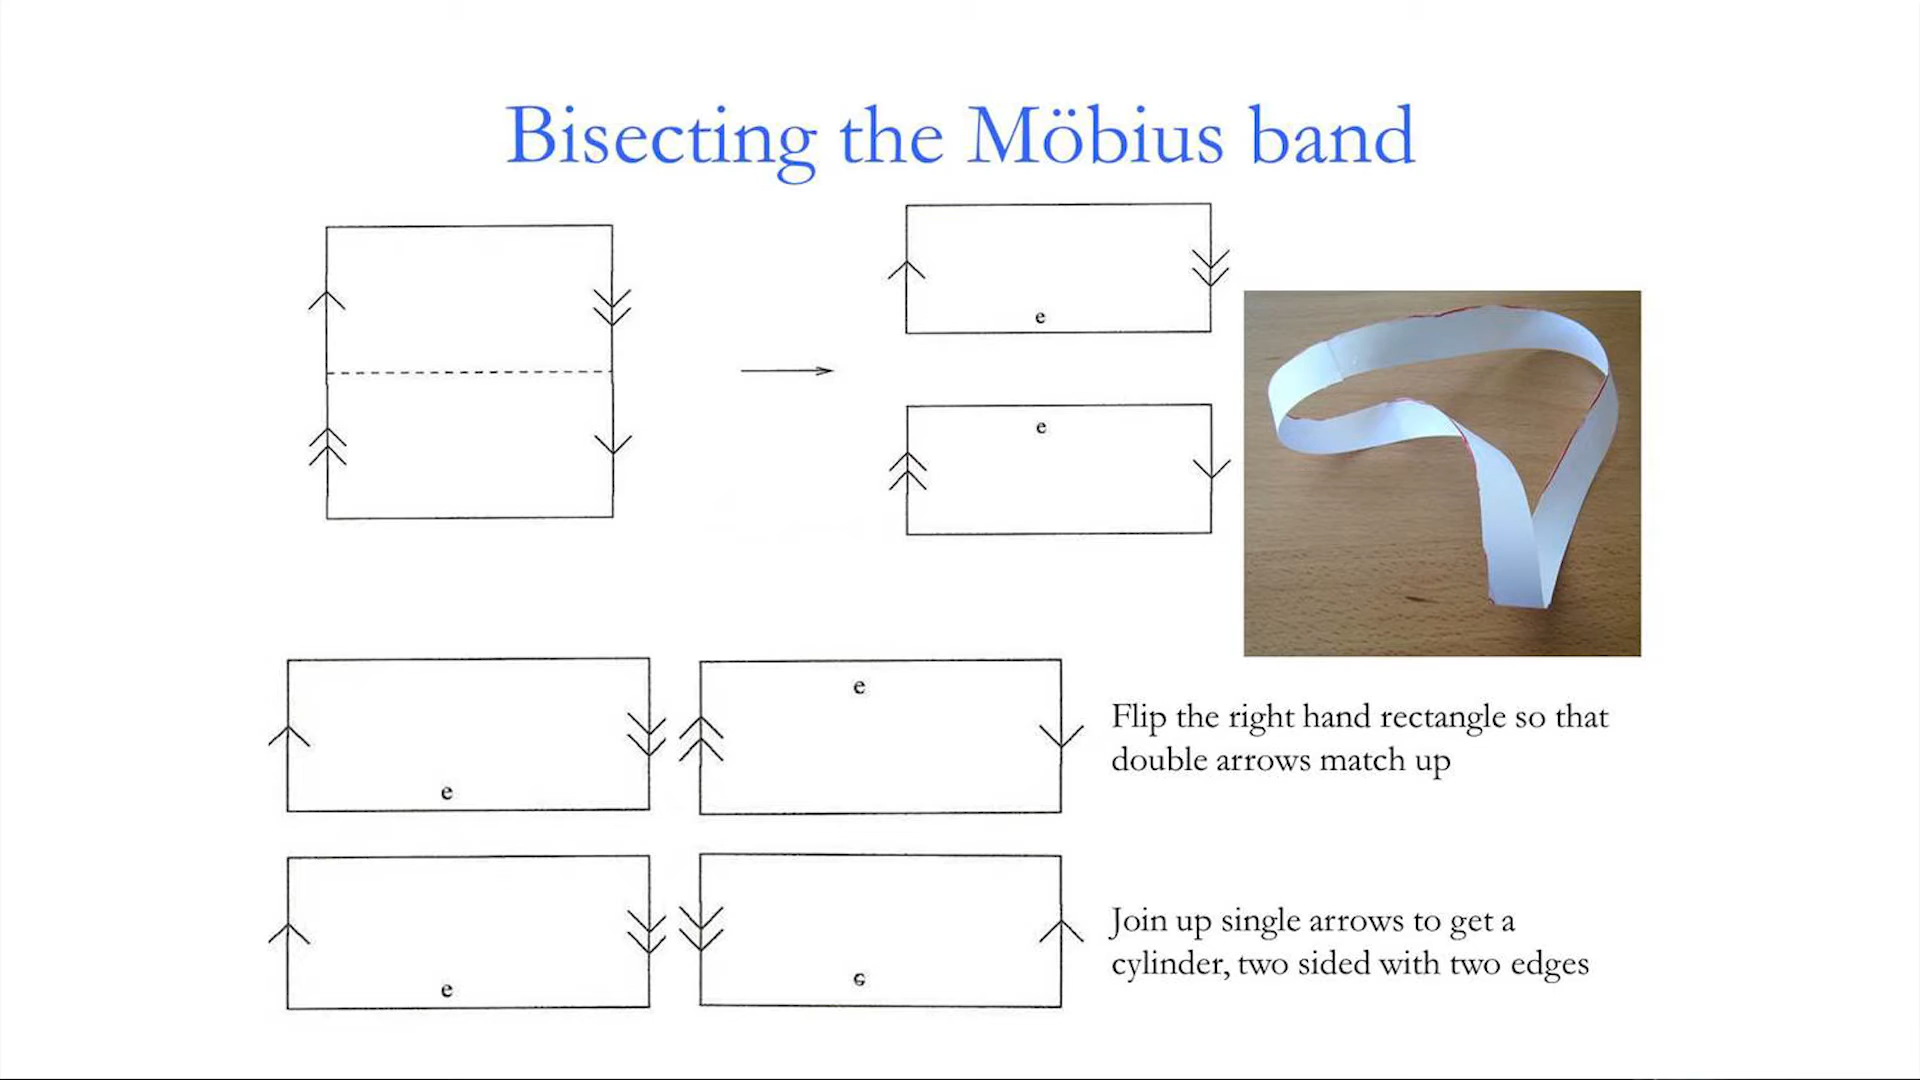 Bisecting the Möbius band
e
e
e
e
Flip the right hand rectangle so that
double arrows match up
e
Join up single arrows to get a
cylinder, two sided with two edges